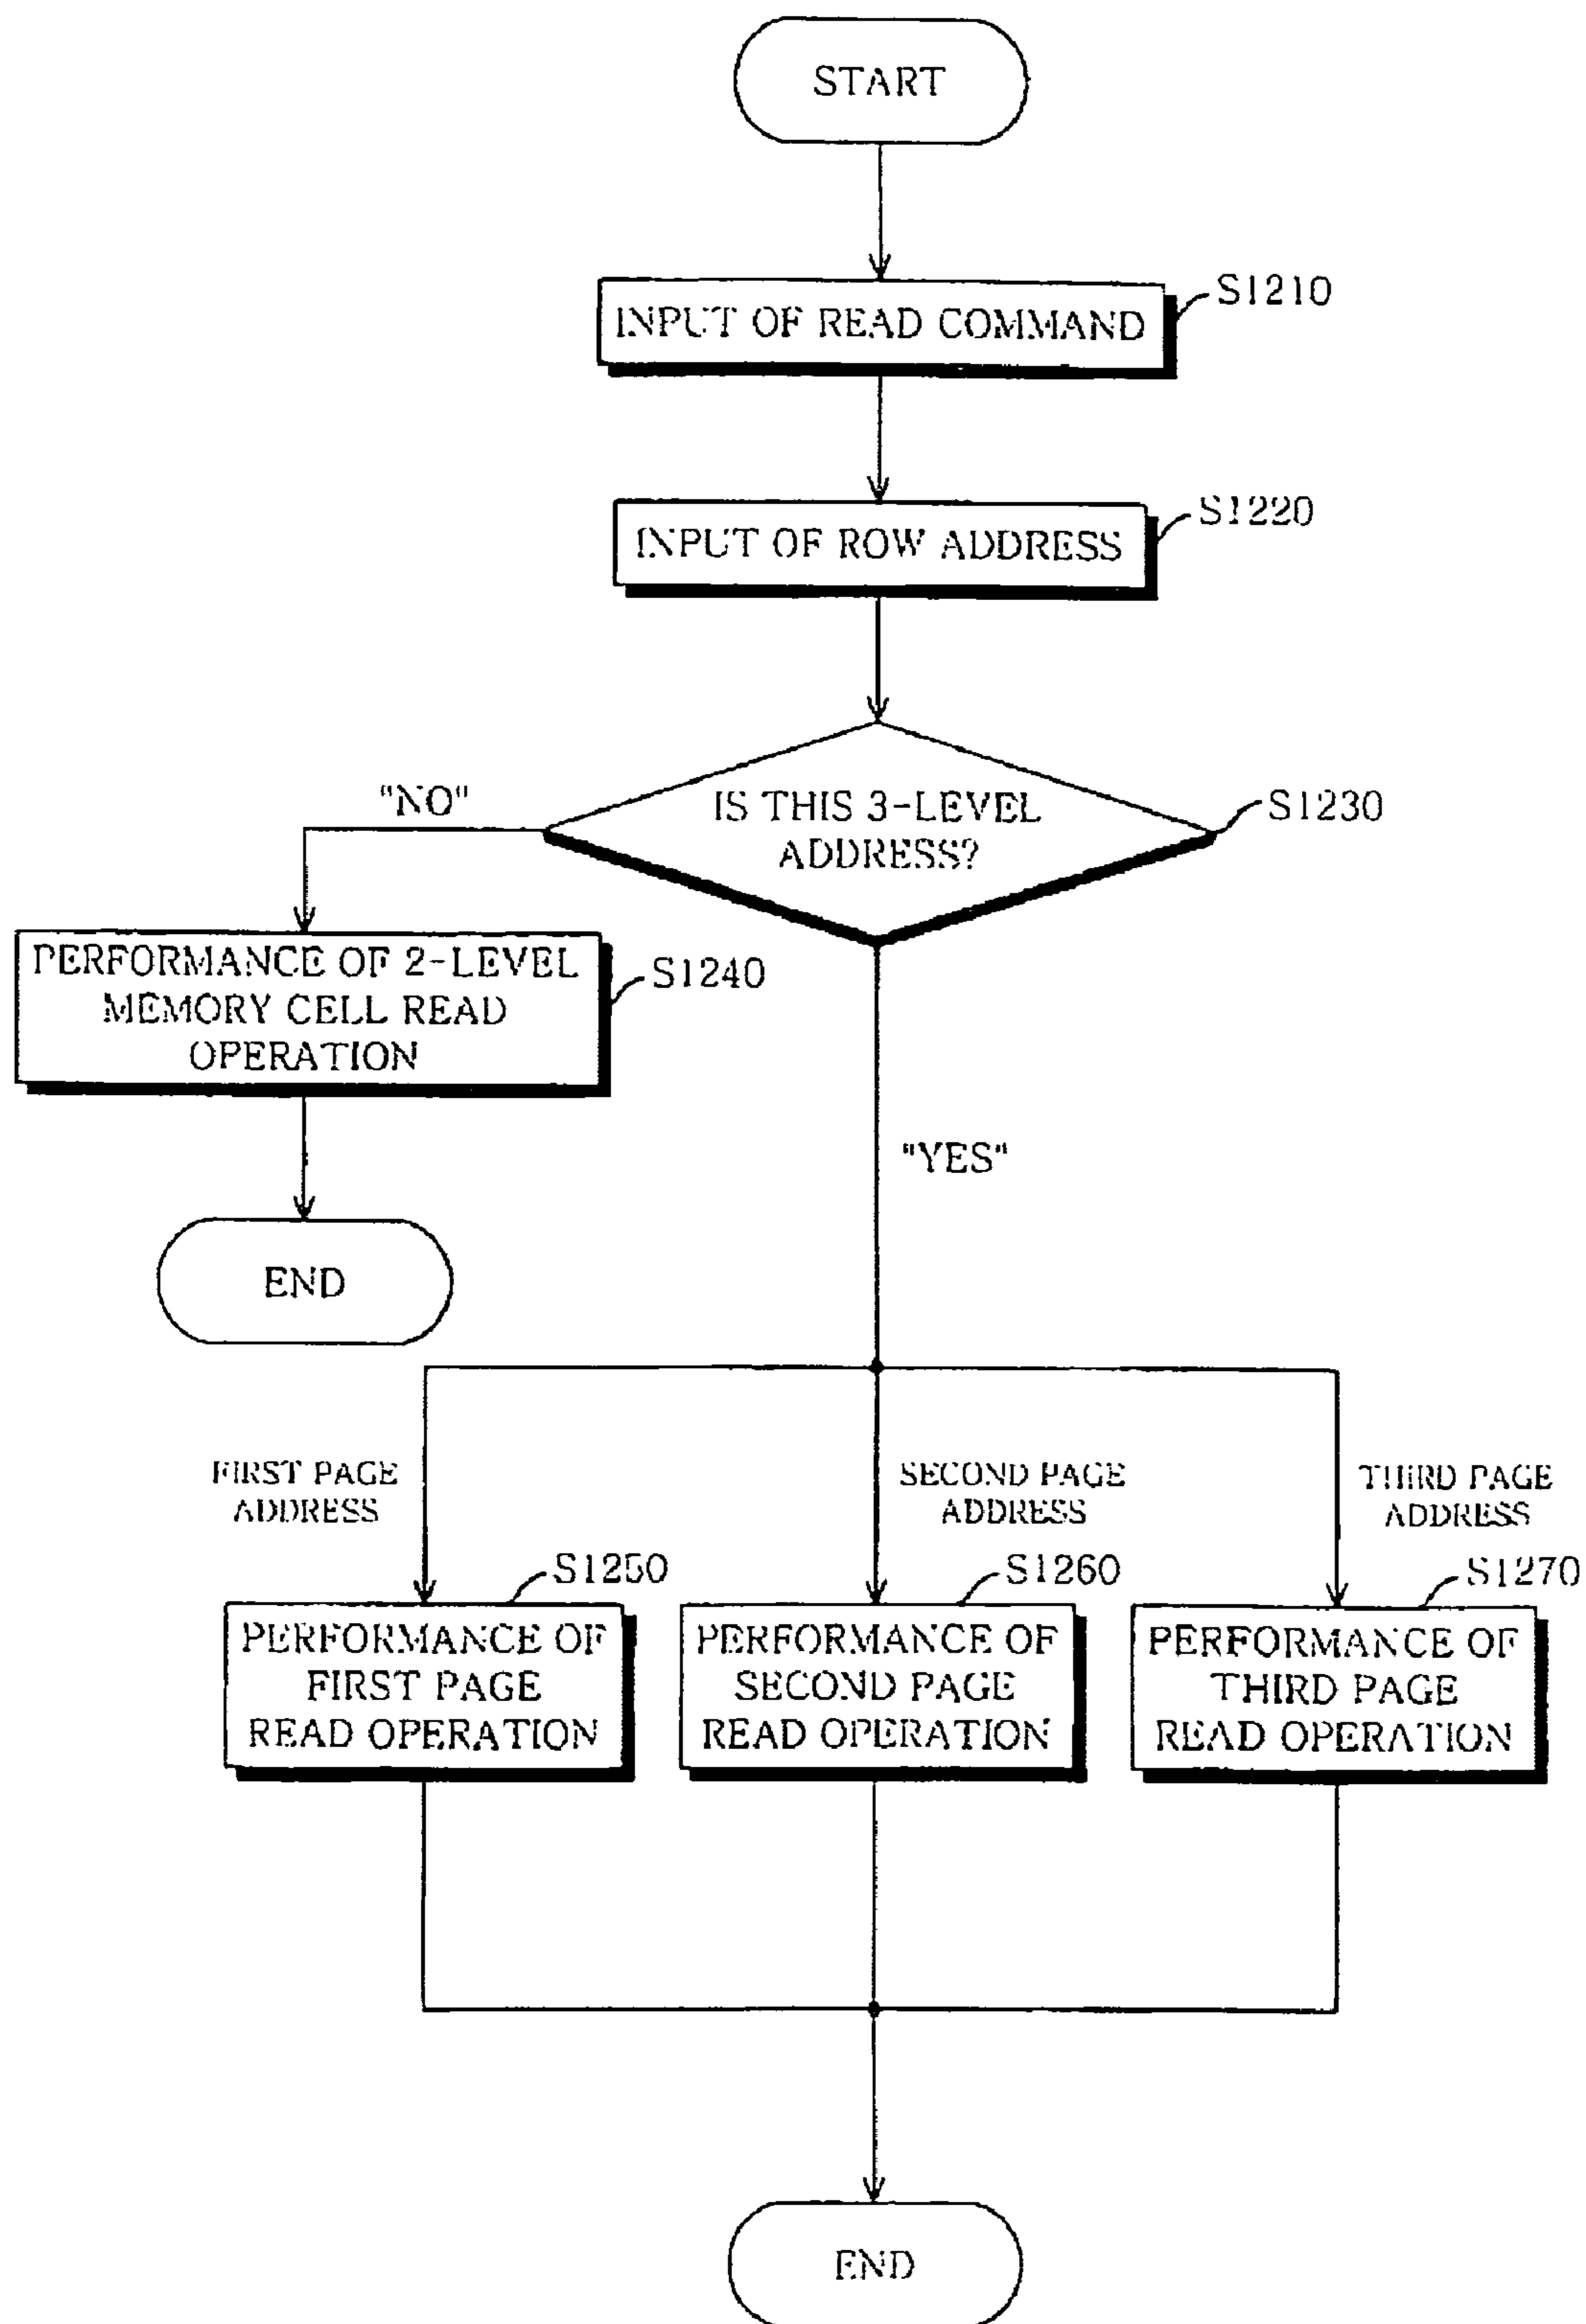 START
INPUT OF READ COMMAND
S1210
INPUT OF ROW ADDRESS
S1220
IS THIS 3-LEVEL
ADDRESS?
S1230
"NO"
PERFORMANCE OF 2-LEVEL
MEMORY CELL READ
OPERATION
S1240
"YES"
END
FIRST PAGE
ADDRESS
SECOND PAGE
ADDRESS
THIRD PAGE
ADDRESS
S1250
PERFORMANCE OF
FIRST PAGE
READ OPERATION
S1260
PERFORMANCE OF
SECOND PAGE
READ OPERATION
S1270
PERFORMANCE OF
THIRD PAGE
READ OPERATION
END